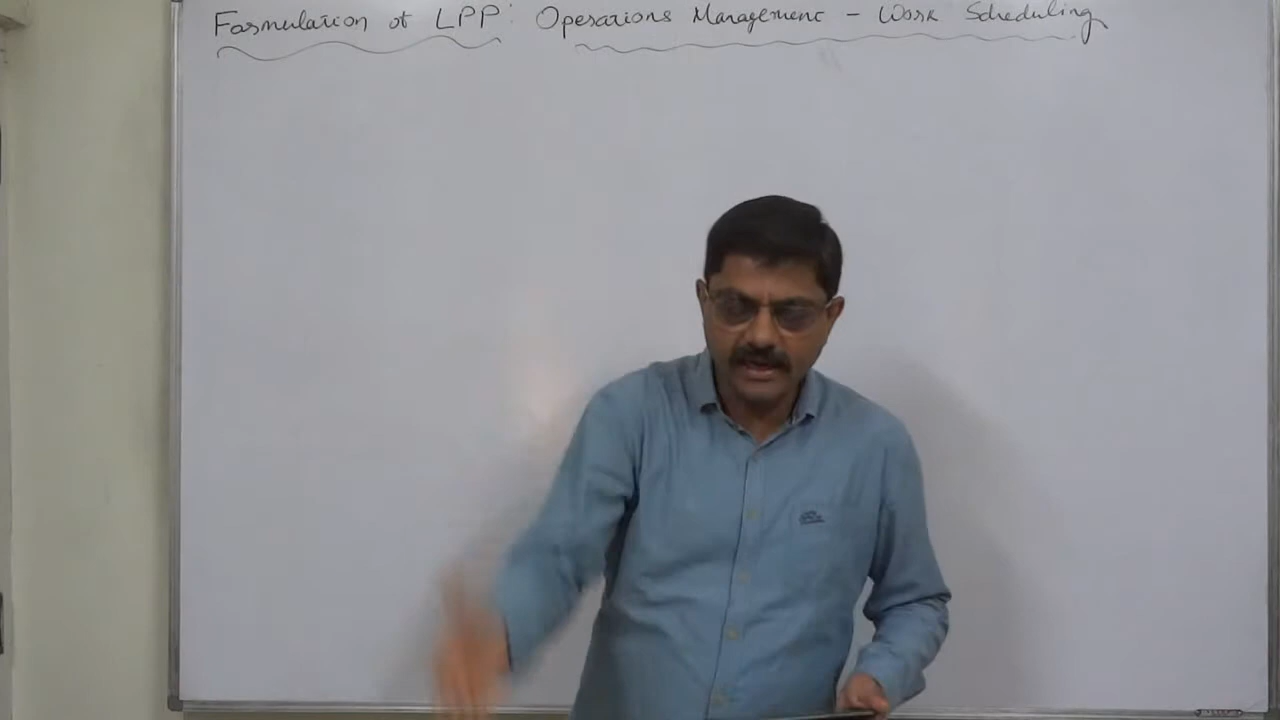 Formulation of LPP: Operations Management - Work Scheduling